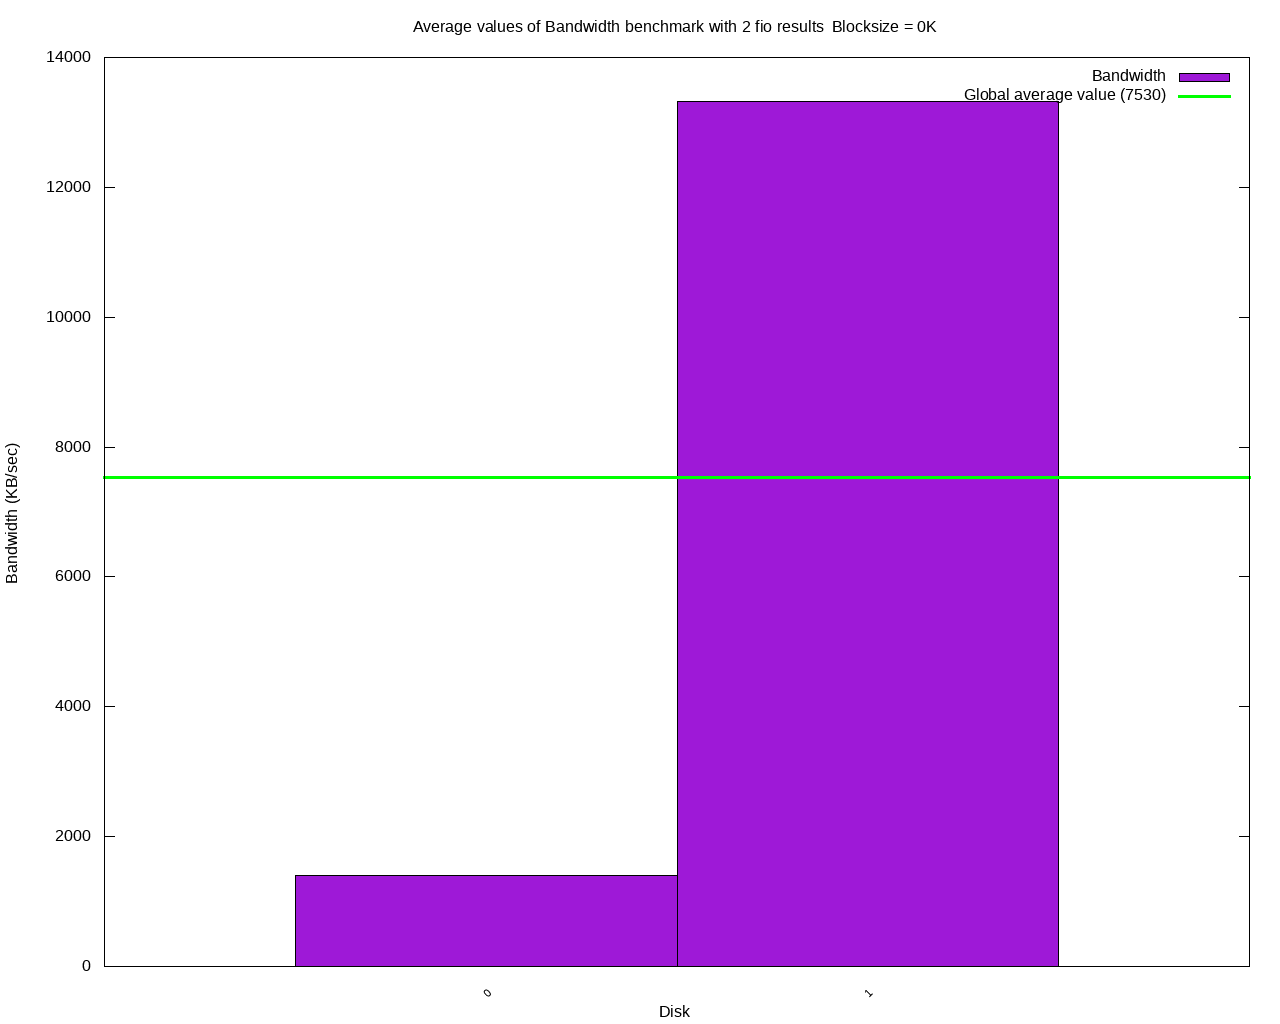 Average values of Bandwidth benchmark with 2 fio results  Blocksize = 0K
14000
12000
10000
8000
6000
4000
2000
0
Bandwidth (KB/sec)
Bandwidth
Global average value (7530)
0
1
Disk